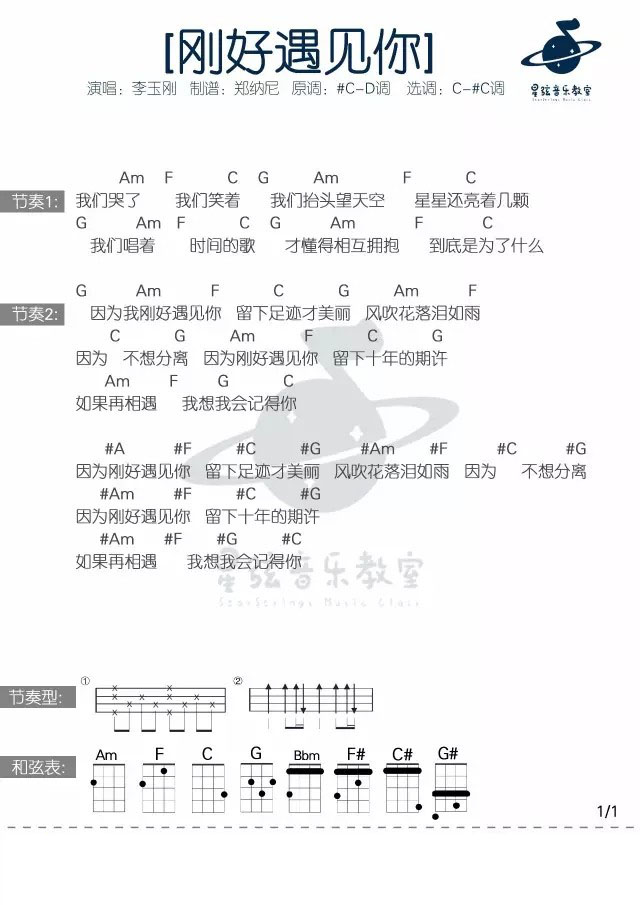 [刚好遇见你]
演唱：李玉刚 制谱：郑纳尼 原调：#C-D调 选调：C-#C调
星弦音乐教室
StarStrings Music Class
Am F C G Am F C
节奏1: 我们哭了 我们笑着 我们抬头望天空 星星还亮着几颗
G Am F C G Am F C
我们唱着 时间的歌 才懂得相互拥抱 到底是为了什么
G Am F C G Am F
节奏2: 因为我刚好遇见你 留下足迹才美丽 风吹花落泪如雨
C G Am F C G
因为 不想分离 因为刚好遇见你 留下十年的期许
Am F G C
如果再相遇 我想我会记得你
#A #F #C #G #Am #F #C #G
因为刚好遇见你 留下足迹才美丽 风吹花落泪如雨 因为 不想分离
#Am #F #C #G
因为刚好遇见你 留下十年的期许
#Am #F #G #C
如果再相遇 我想我会记得你
星弦音乐教室
StarStrings Music Class
节奏型: ① ②
和弦表: Am F C G Bbm F# C# G#
1/1